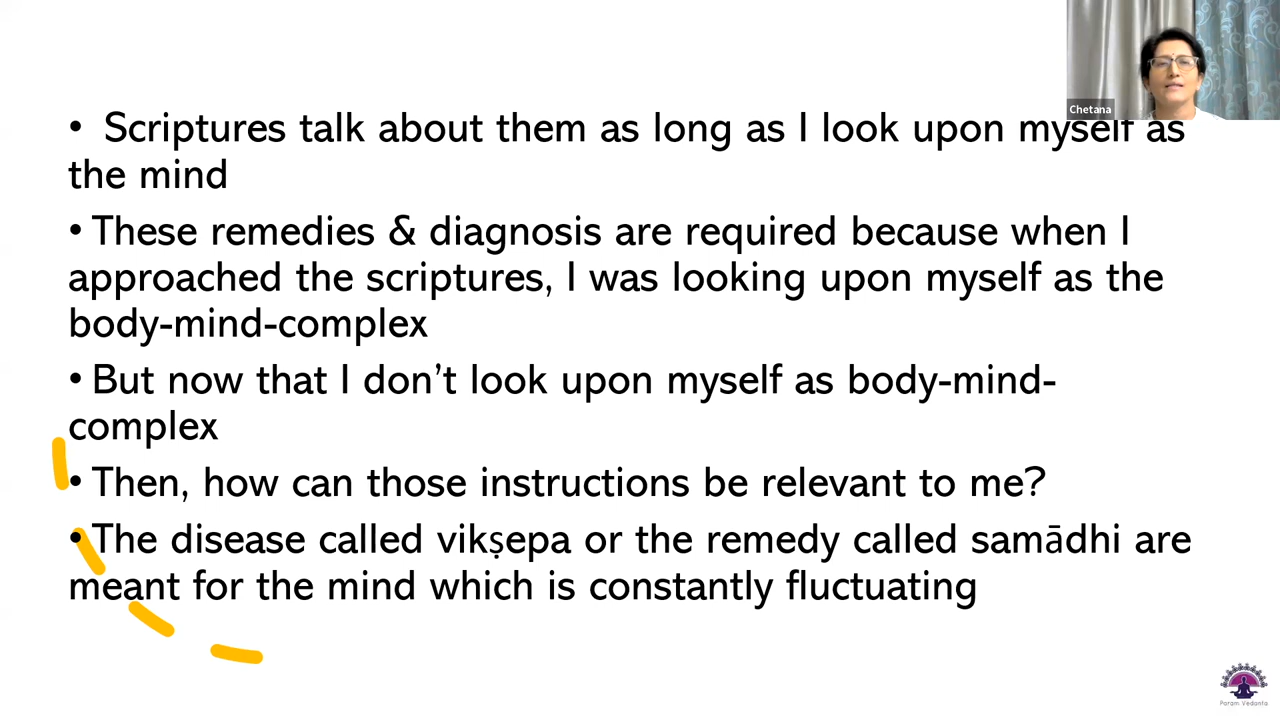 Chetana
• Scriptures talk about them as long as I look upon myself as
the mind
• These remedies & diagnosis are required because when I
approached the scriptures, I was looking upon myself as the
body-mind-complex
• But now that I don’t look upon myself as body-mind-
complex
• Then, how can those instructions be relevant to me?
• The disease called vikṣepa or the remedy called samādhi are
meant for the mind which is constantly fluctuating
Param Vedanta